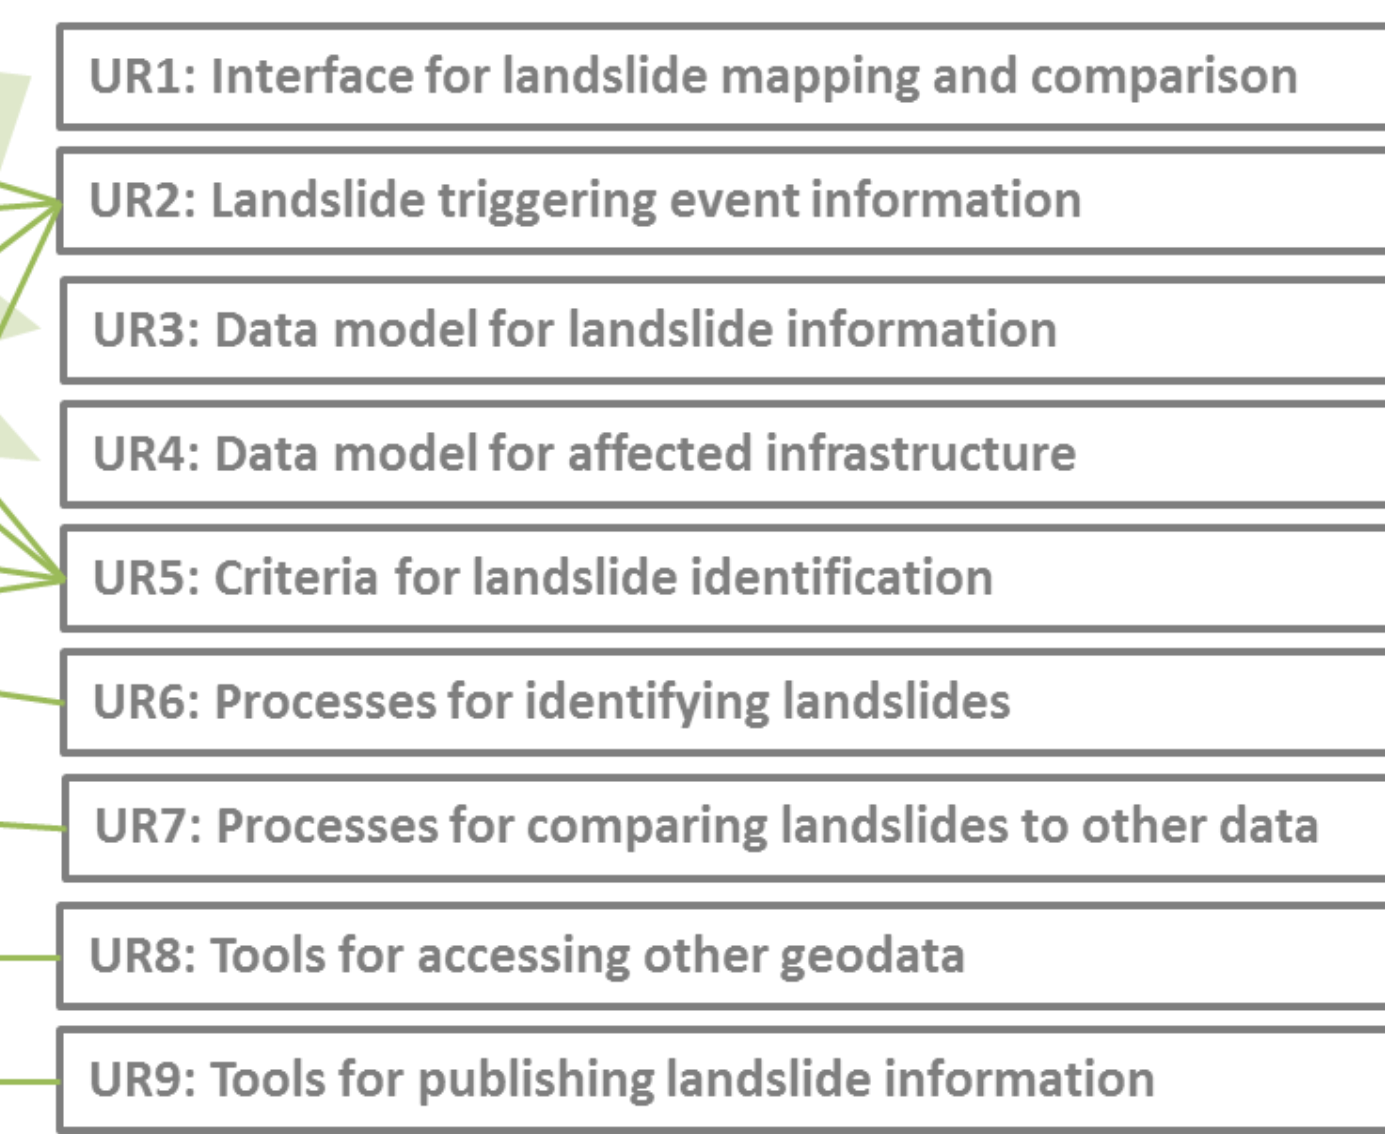 UR1: Interface for landslide mapping and comparison
UR2: Landslide triggering event information
UR3: Data model for landslide information
UR4: Data model for affected infrastructure
UR5: Criteria for landslide identification
UR6: Processes for identifying landslides
UR7: Processes for comparing landslides to other data
UR8: Tools for accessing other geodata
UR9: Tools for publishing landslide information